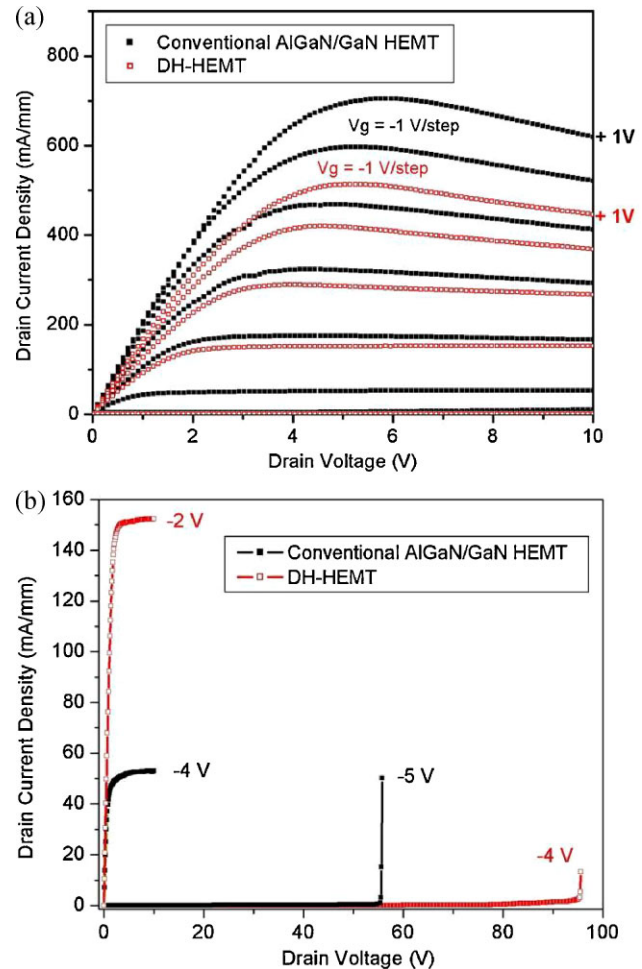 (a)
Conventional AlGaN/GaN HEMT
DH-HEMT
800
600
400
200
0
Vg = -1 V/step
Vg = -1 V/step
+ 1V
+ 1V
Drain Current Density (mA/mm)
0 2 4 6 8 10
Drain Voltage (V)
(b)
160
140
120
100
80
60
40
20
0
-2 V
Conventional AlGaN/GaN HEMT
DH-HEMT
-4 V
-5 V
-4 V
Drain Current Density (mA/mm)
0 20 40 60 80 100
Drain Voltage (V)